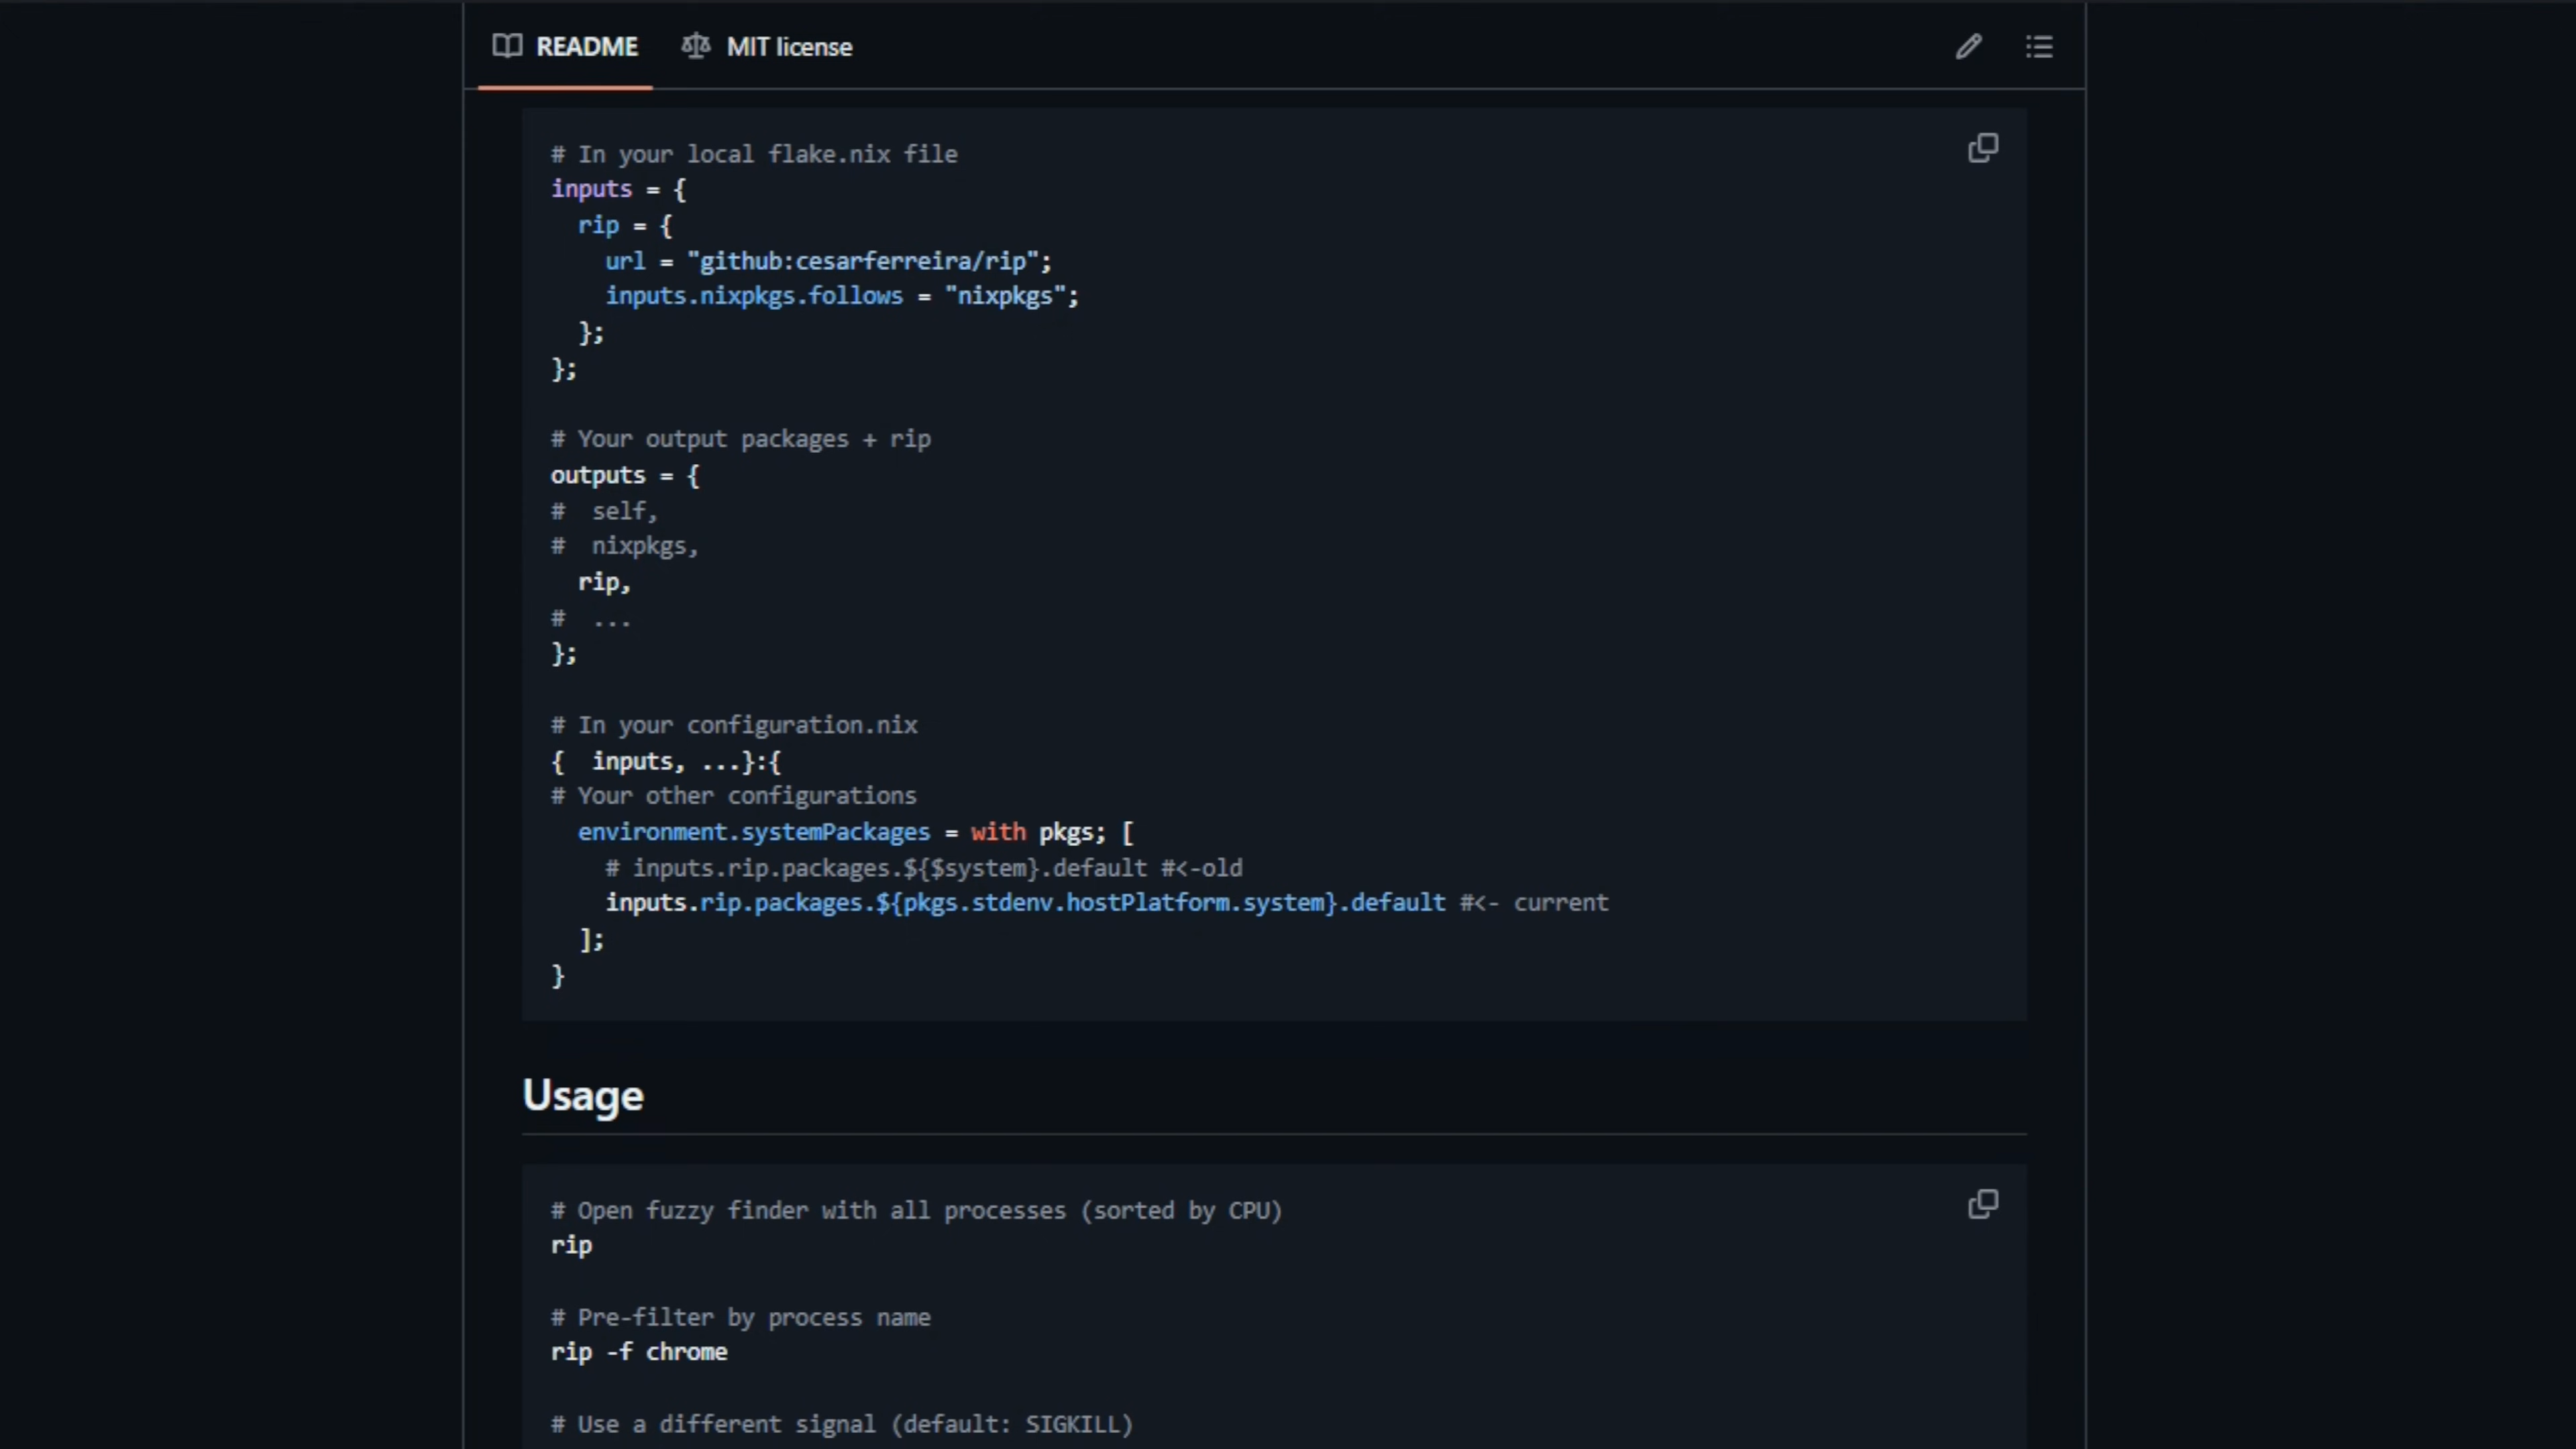 README
MIT license
# In your local flake.nix file
inputs = {
  rip = {
    url = "github:cesarferreira/rip";
    inputs.nixpkgs.follows = "nixpkgs";
  };
};
# Your output packages + rip
outputs = {
#  self,
#  nixpkgs,
  rip,
#  ...
};
# In your configuration.nix
{  inputs, ...}:{
# Your other configurations
  environment.systemPackages = with pkgs; [
    # inputs.rip.packages.${$system}.default #<-old
    inputs.rip.packages.${pkgs.stdenv.hostPlatform.system}.default #<- current
  ];
}
Usage
# Open fuzzy finder with all processes (sorted by CPU)
rip
# Pre-filter by process name
rip -f chrome
# Use a different signal (default: SIGKILL)